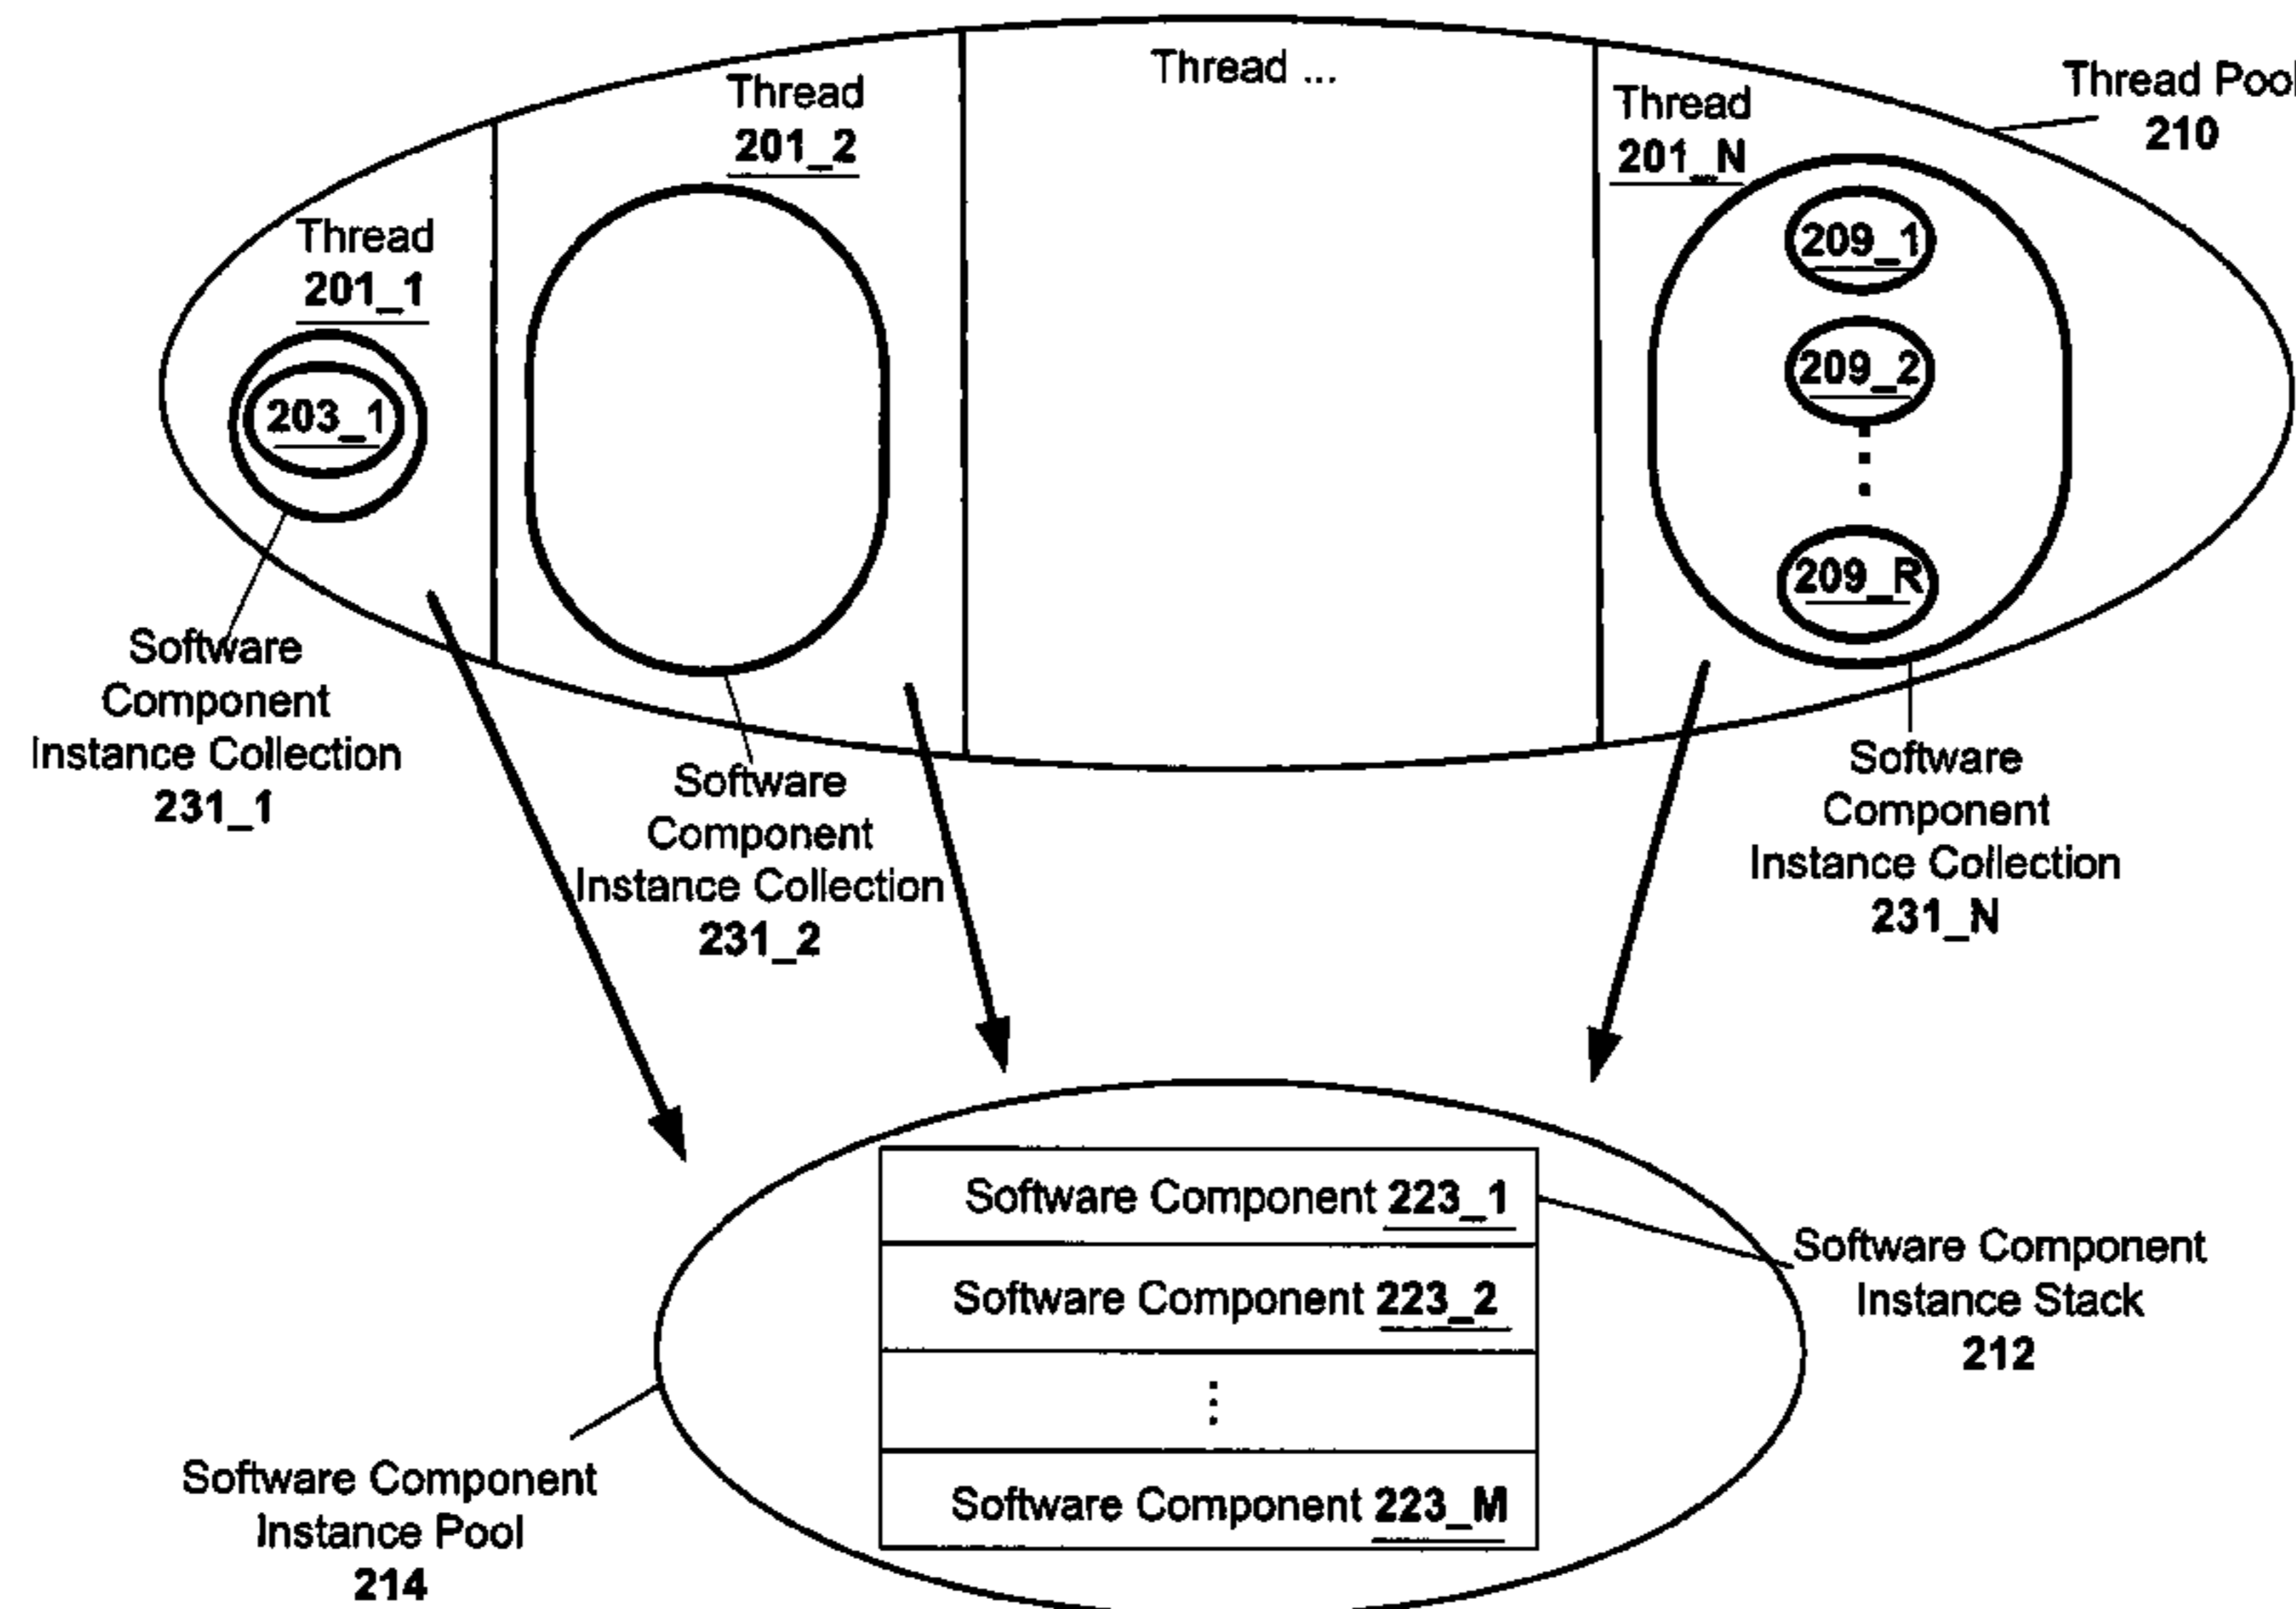 Thread ...
Thread
201_2
Thread
201_N
Thread Pool
210
Thread
201_1
203_1
209_1
209_2
209_R
Software
Component
Instance Collection
231_1
Software
Component
Instance Collection
231_2
Software
Component
Instance Collection
231_N
Software Component 223_1
Software Component 223_2
Software Component 223_M
Software Component
Instance Stack
212
Software Component
Instance Pool
214